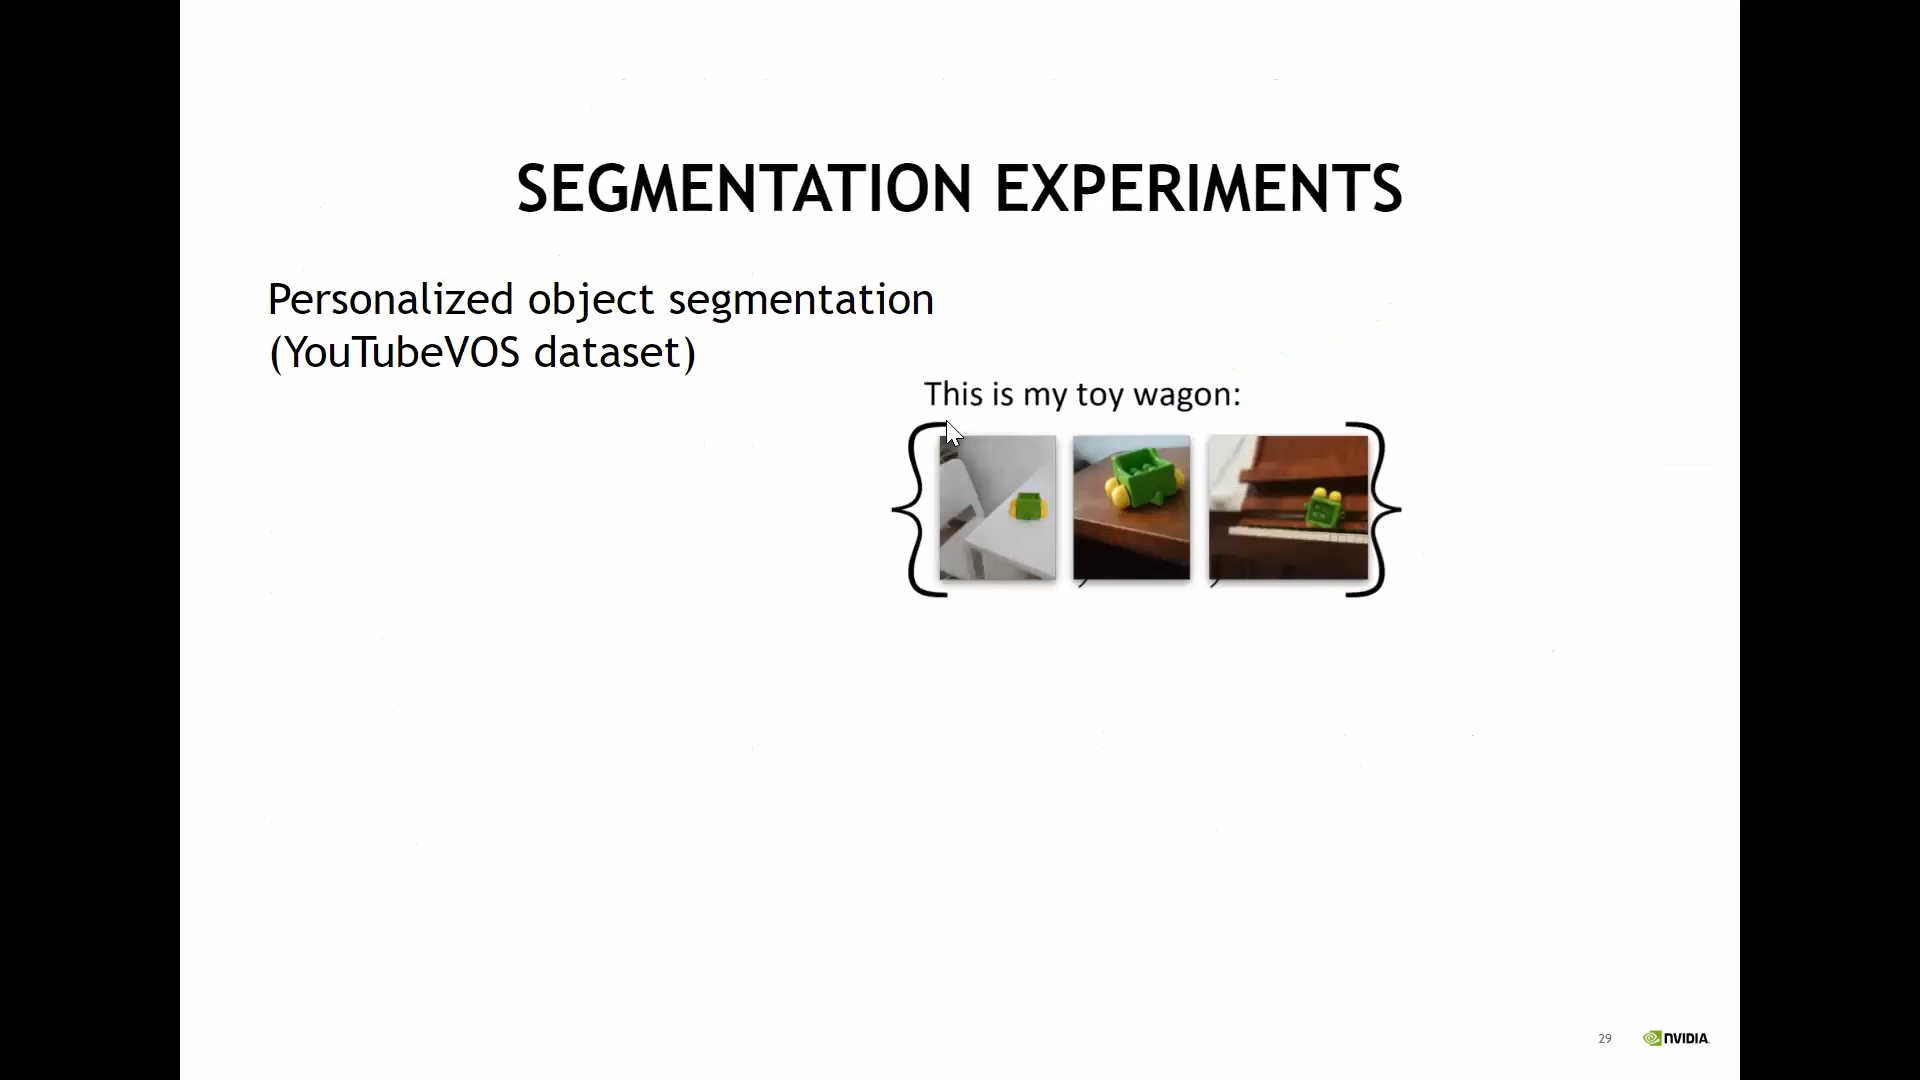 SEGMENTATION EXPERIMENTS
Personalized object segmentation
(YouTubeVOS dataset)
This is my toy wagon:
29
NVIDIA.